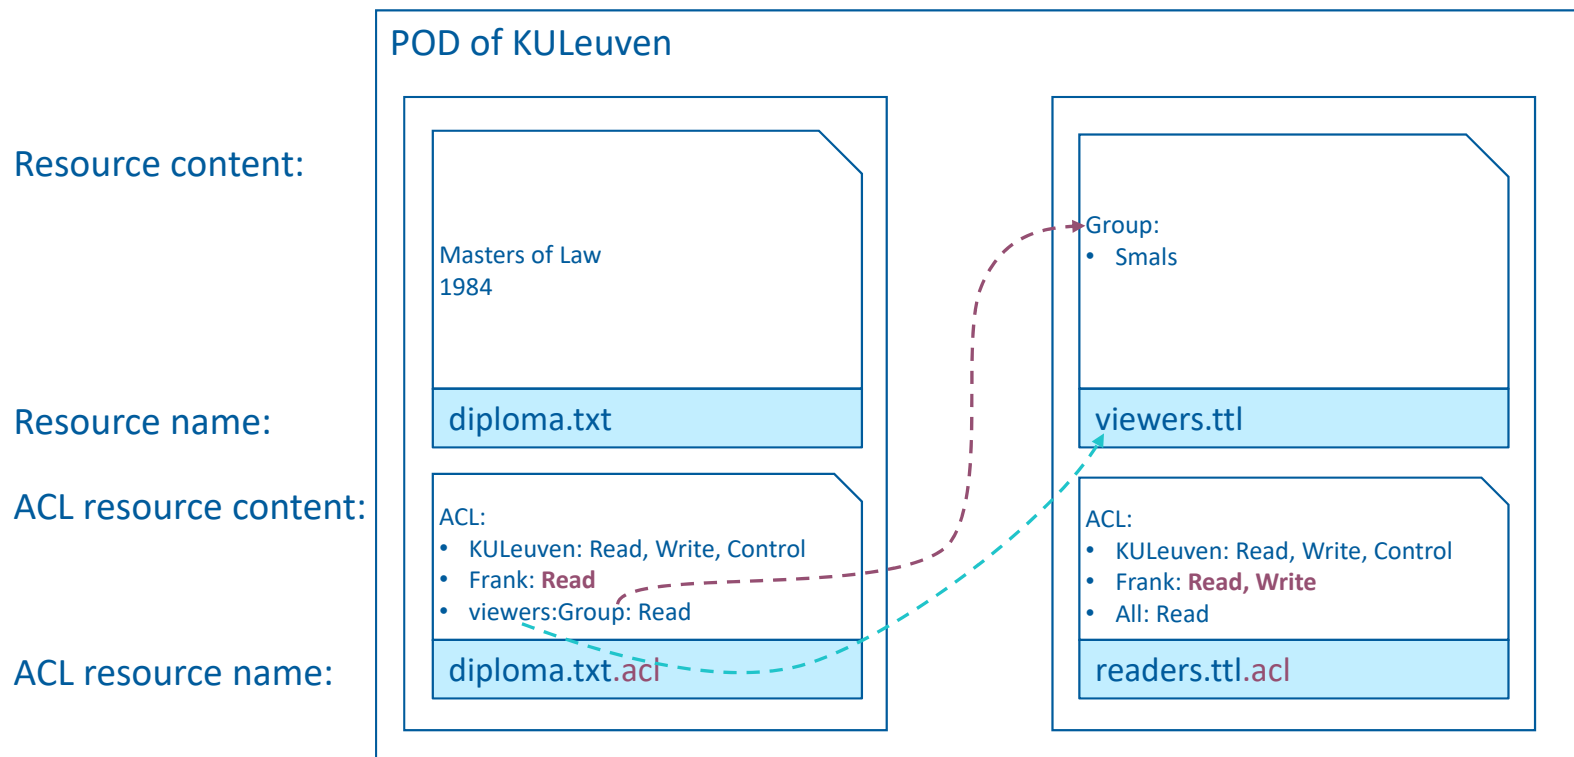 POD of KULeuven
Resource content:
Masters of Law
1984
Group:
• Smals
Resource name:
diploma.txt
viewers.ttl
ACL resource content:
ACL:
• KULeuven: Read, Write, Control
• Frank: Read
• viewers:Group: Read
ACL:
• KULeuven: Read, Write, Control
• Frank: Read, Write
• All: Read
ACL resource name:
diploma.txt.acl
readers.ttl.acl